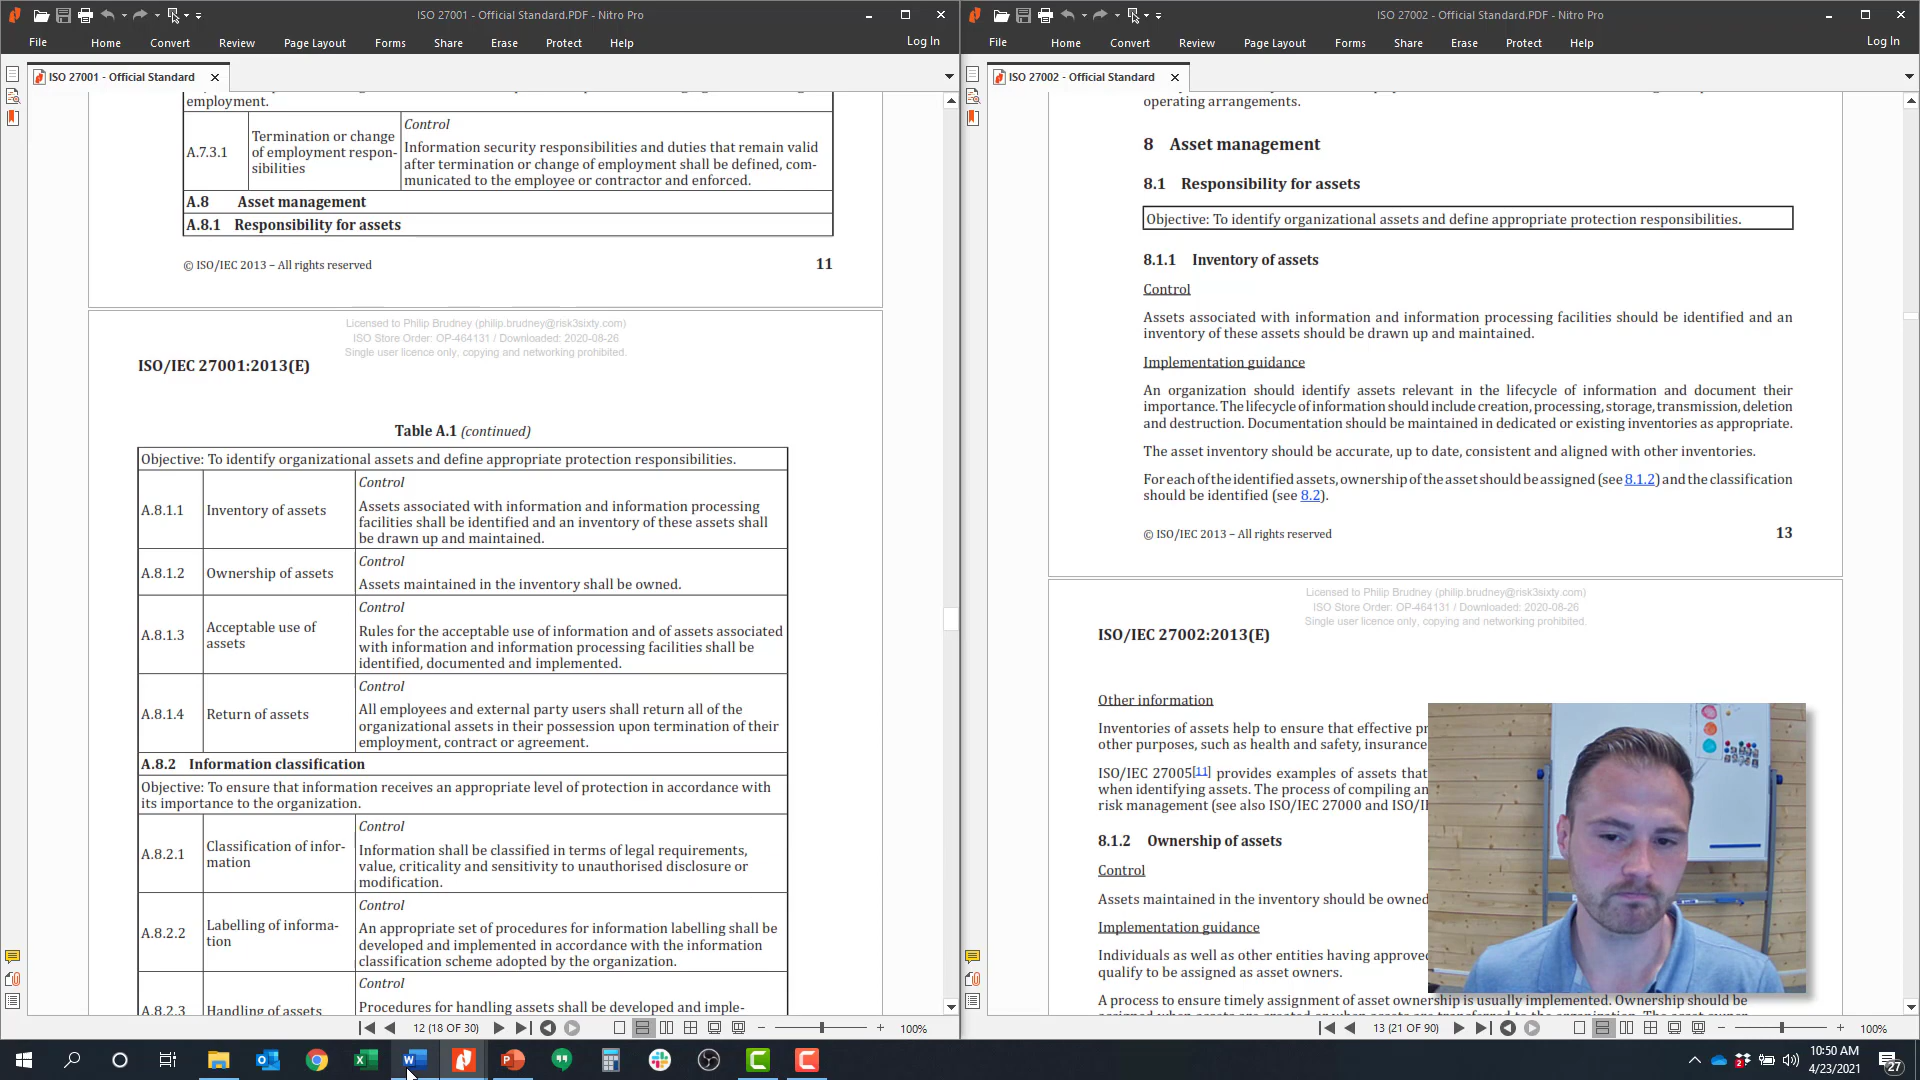 ISO 27001 - Official Standard.PDF - Nitro Pro
File Home Convert Review Page Layout Forms Share Erase Protect Help Log In
ISO 27001 - Official Standard
employment.
A.7.3.1
Termination or change
of employment respon-
sibilities
Control
Information security responsibilities and duties that remain valid
after termination or change of employment shall be defined, com-
municated to the employee or contractor and enforced.
A.8 Asset management
A.8.1 Responsibility for assets
© ISO/IEC 2013 – All rights reserved 11
Licensed to Philip Brudney (philip.brudney@risk3sixty.com)
ISO Store Order: OP-464131 / Downloaded: 2020-08-26
Single user licence only, copying and networking prohibited.
ISO/IEC 27001:2013(E)
Table A.1 (continued)
Objective: To identify organizational assets and define appropriate protection responsibilities.
A.8.1.1
Inventory of assets
Control
Assets associated with information and information processing
facilities shall be identified and an inventory of these assets shall
be drawn up and maintained.
A.8.1.2
Ownership of assets
Control
Assets maintained in the inventory shall be owned.
A.8.1.3
Acceptable use of
assets
Control
Rules for the acceptable use of information and of assets associated
with information and information processing facilities shall be
identified, documented and implemented.
A.8.1.4
Return of assets
Control
All employees and external party users shall return all of the
organizational assets in their possession upon termination of their
employment, contract or agreement.
A.8.2 Information classification
Objective: To ensure that information receives an appropriate level of protection in accordance with
its importance to the organization.
A.8.2.1
Classification of infor-
mation
Control
Information shall be classified in terms of legal requirements,
value, criticality and sensitivity to unauthorised disclosure or
modification.
A.8.2.2
Labelling of informa-
tion
Control
An appropriate set of procedures for information labelling shall be
developed and implemented in accordance with the information
classification scheme adopted by the organization.
A.8.2.3
Handling of assets
Control
Procedures for handling assets shall be developed and imple-
12 (18 OF 30) 100%
ISO 27002 - Official Standard.PDF - Nitro Pro
File Home Convert Review Page Layout Forms Share Erase Protect Help Log In
ISO 27002 - Official Standard
operating arrangements.
8 Asset management
8.1 Responsibility for assets
Objective: To identify organizational assets and define appropriate protection responsibilities.
8.1.1 Inventory of assets
Control
Assets associated with information and information processing facilities should be identified and an
inventory of these assets should be drawn up and maintained.
Implementation guidance
An organization should identify assets relevant in the lifecycle of information and document their
importance. The lifecycle of information should include creation, processing, storage, transmission, deletion
and destruction. Documentation should be maintained in dedicated or existing inventories as appropriate.
The asset inventory should be accurate, up to date, consistent and aligned with other inventories.
For each of the identified assets, ownership of the asset should be assigned (see 8.1.2) and the classification
should be identified (see 8.2).
© ISO/IEC 2013 – All rights reserved 13
Licensed to Philip Brudney (philip.brudney@risk3sixty.com)
ISO Store Order: OP-464131 / Downloaded: 2020-08-26
Single user licence only, copying and networking prohibited.
ISO/IEC 27002:2013(E)
Other information
Inventories of assets help to ensure that effective pr
other purposes, such as health and safety, insurance
ISO/IEC 27005[11] provides examples of assets that
when identifying assets. The process of compiling an
risk management (see also ISO/IEC 27000 and ISO/I
8.1.2 Ownership of assets
Control
Assets maintained in the inventory should be owned
Implementation guidance
Individuals as well as other entities having approved
qualify to be assigned as asset owners.
A process to ensure timely assignment of asset ownership is usually implemented. Ownership should be
13 (21 OF 90) 100%
10:50 AM
4/23/2021
27